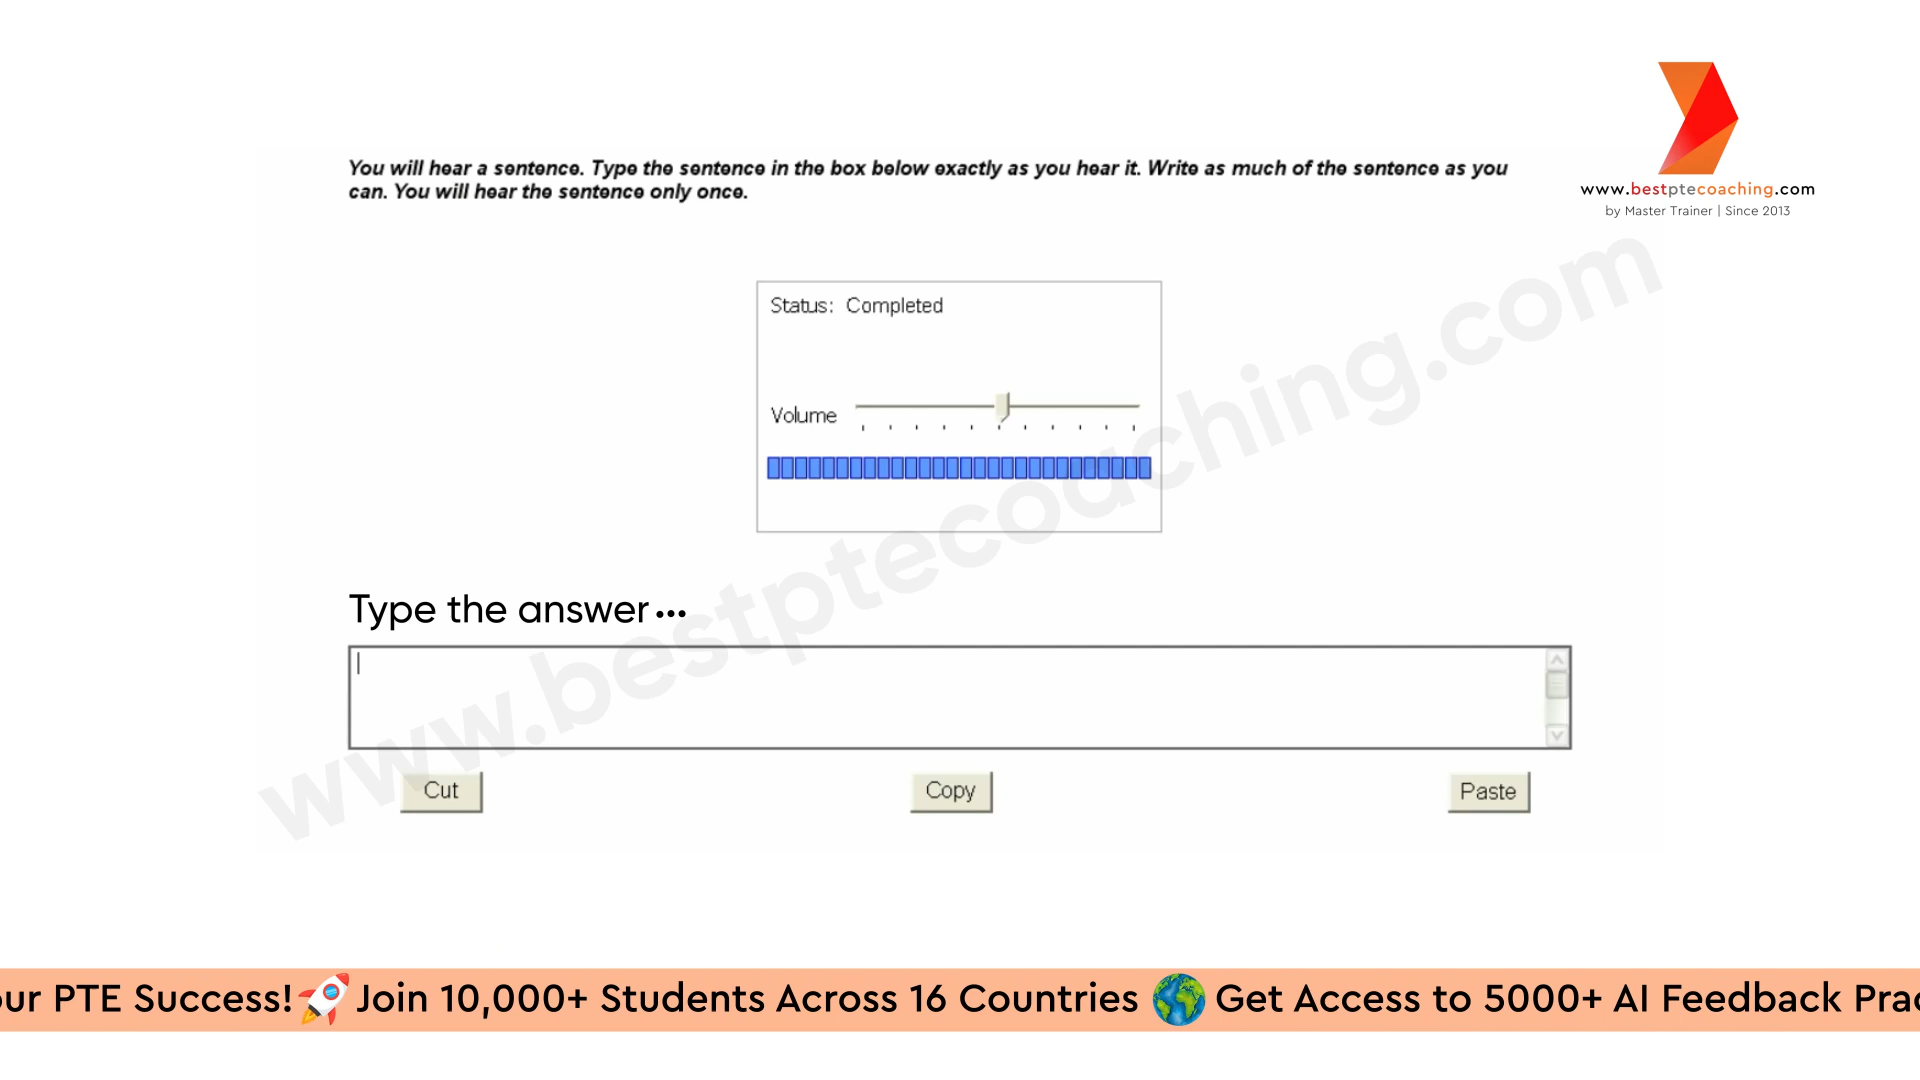 You will hear a sentence. Type the sentence in the box below exactly as you hear it. Write as much of the sentence as you
can. You will hear the sentence only once.
www.bestptecoaching.com
by Master Trainer | Since 2013
Status: Completed
Volume
www.bestptecoaching.com
Type the answer...
Cut
Copy
Paste
our PTE Success!🚀Join 10,000+ Students Across 16 Countries 🌍 Get Access to 5000+ AI Feedback Prac